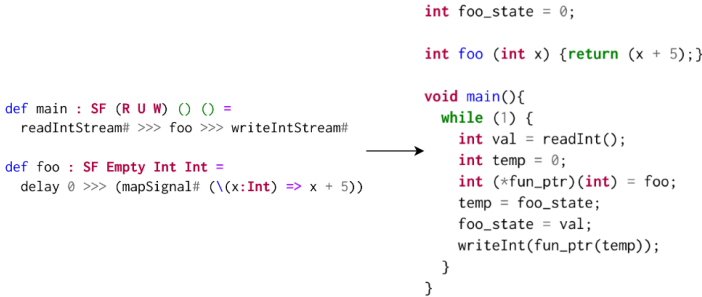 def main : SF (R U W) () () =
  readIntStream# >>> foo >>> writeIntStream#
def foo : SF Empty Int Int =
  delay 0 >>> (mapSignal# (\(x:Int) => x + 5))
int foo_state = 0;
int foo (int x) {return (x + 5);}
void main(){
  while (1) {
    int val = readInt();
    int temp = 0;
    int (*fun_ptr)(int) = foo;
    temp = foo_state;
    foo_state = val;
    writeInt(fun_ptr(temp));
  }
}